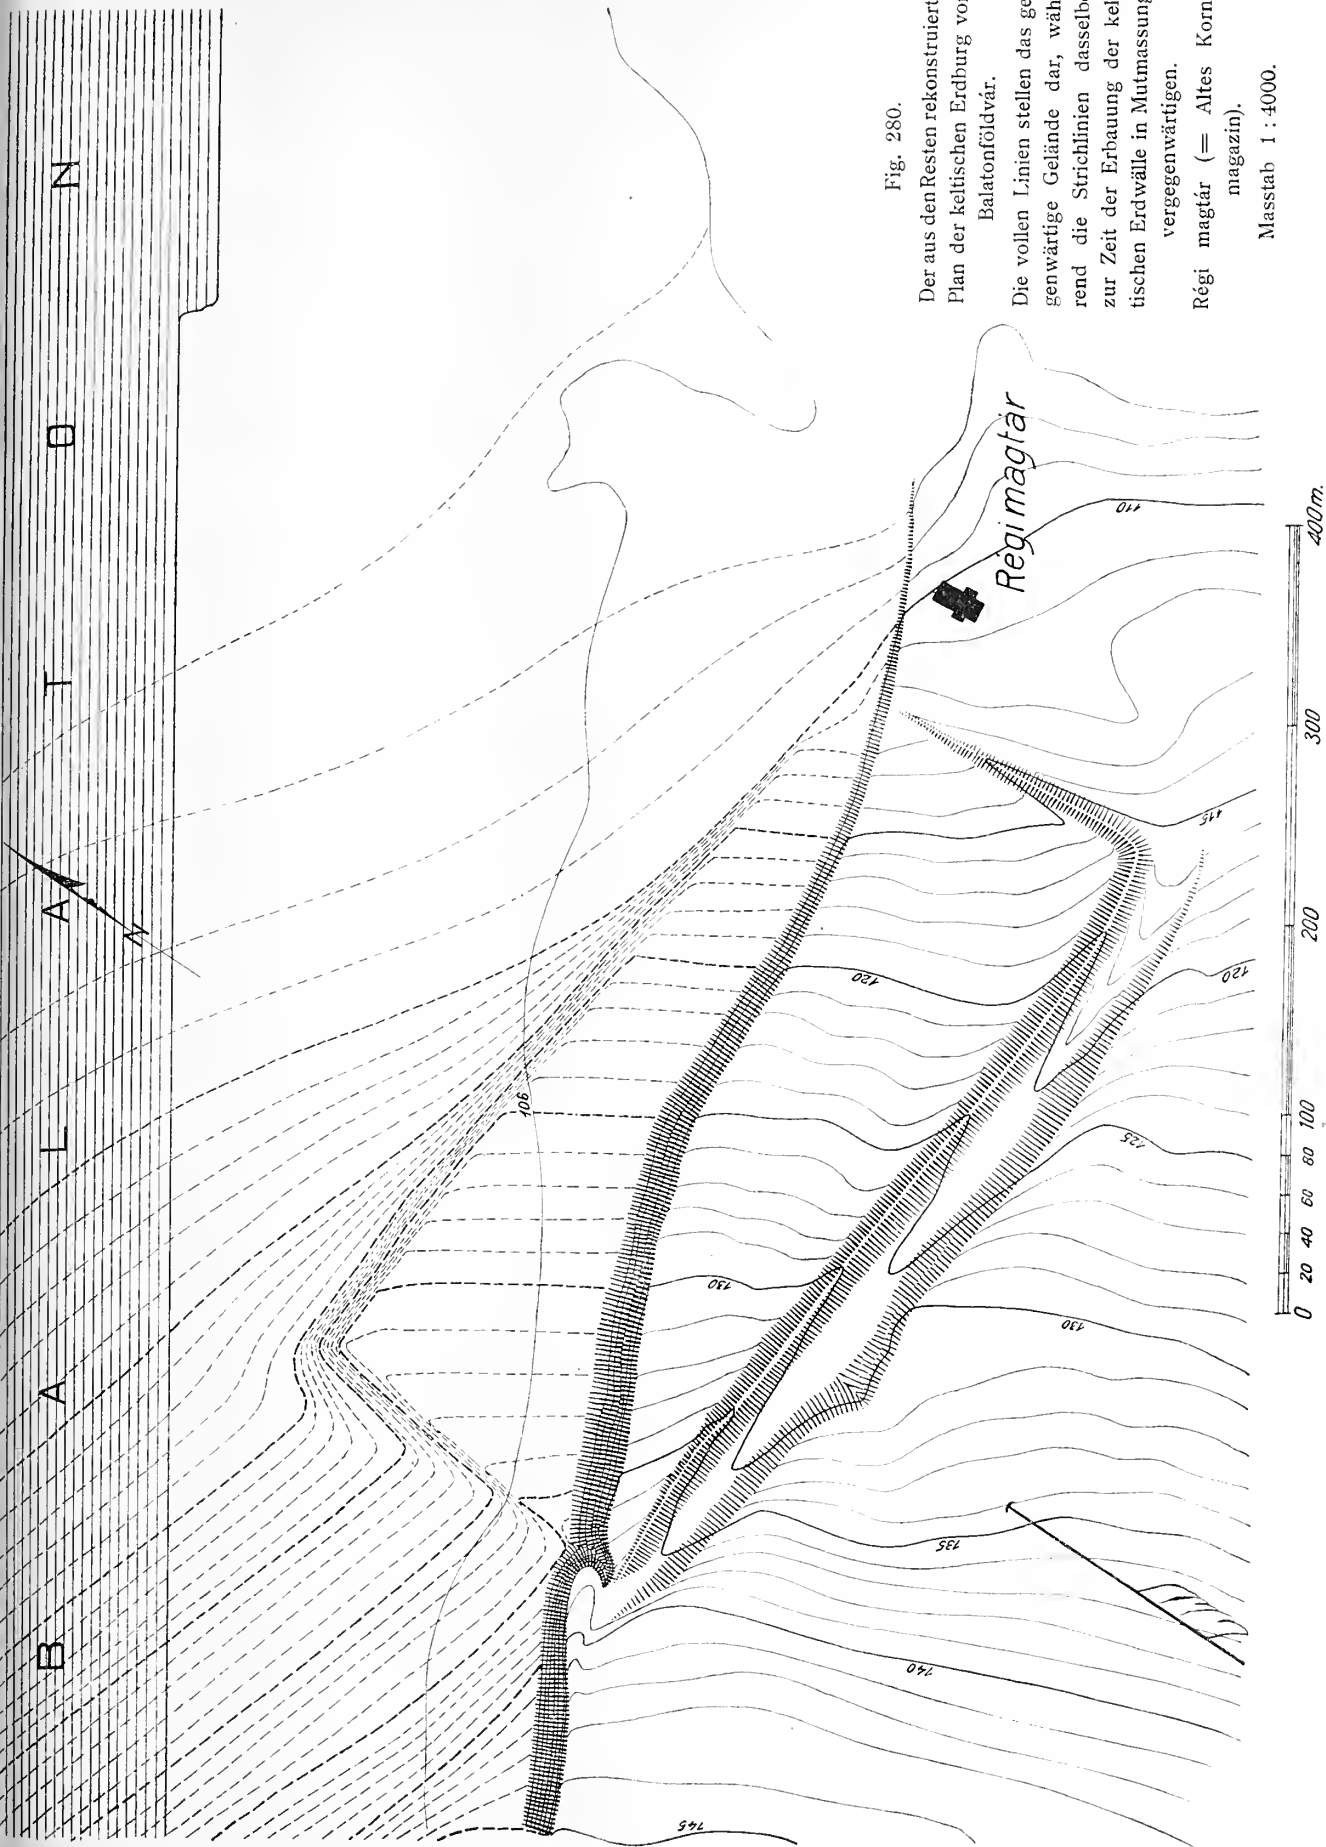 B A L A T O N
N
Régi magtár
106
110
115
120
120
125
130
130
135
140
145
0 20 40 60 80 100 200 300 400m.
Fig. 280.
Der aus den Resten rekonstruiert
Plan der keltischen Erdburg vo
Balatonföldvár.
Die vollen Linien stellen das ge
genwärtige Gelände dar, wäh
rend die Strichlinien dasselb
zur Zeit der Erbauung der kel
tischen Erdwälle in Mutmassung
vergegenwärtigen.
Régi magtár (= Altes Korn
magazin).
Masstab 1 : 4000.